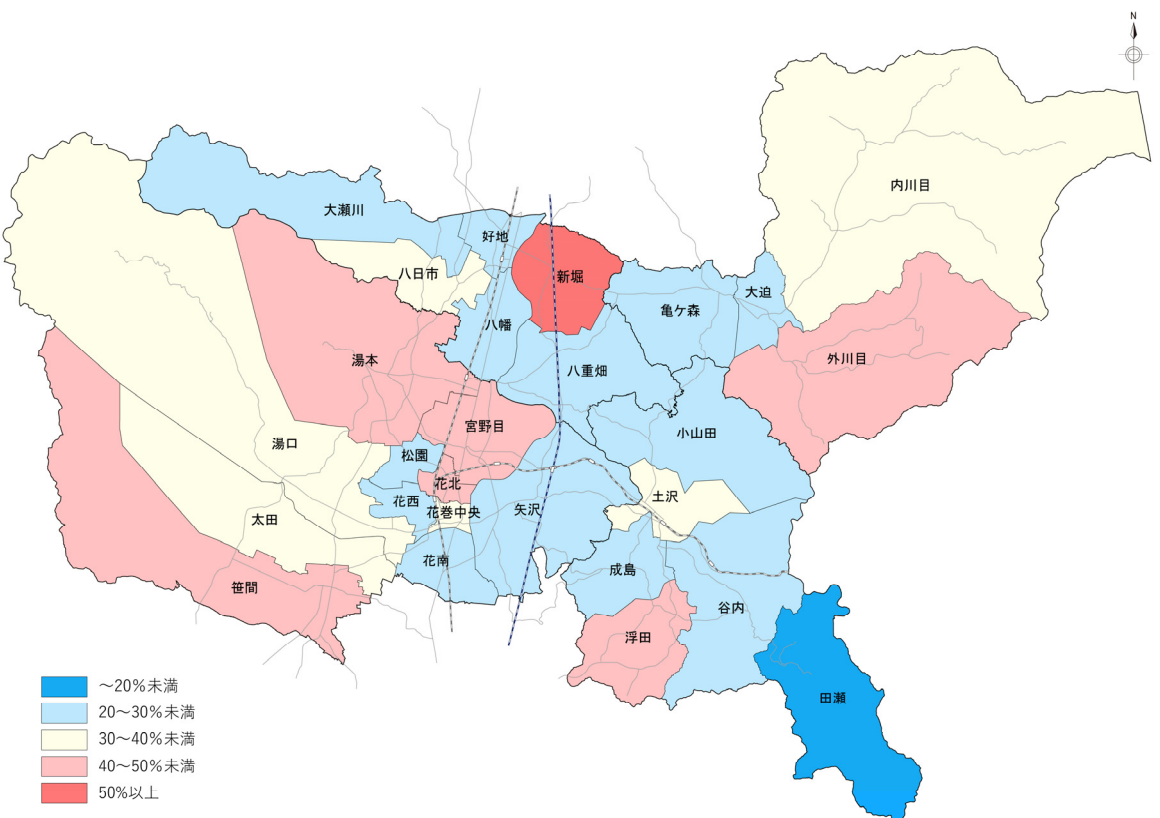 N
内川目
大瀬川
好地
八日市
新堀
大迫
亀ケ森
八幡
外川目
湯本
八重畑
宮野目
小山田
湯口
松園
花北
土沢
花西
花巻中央
矢沢
太田
花南
成島
笹間
谷内
浮田
田瀬
～20%未満
20～30%未満
30～40%未満
40～50%未満
50%以上